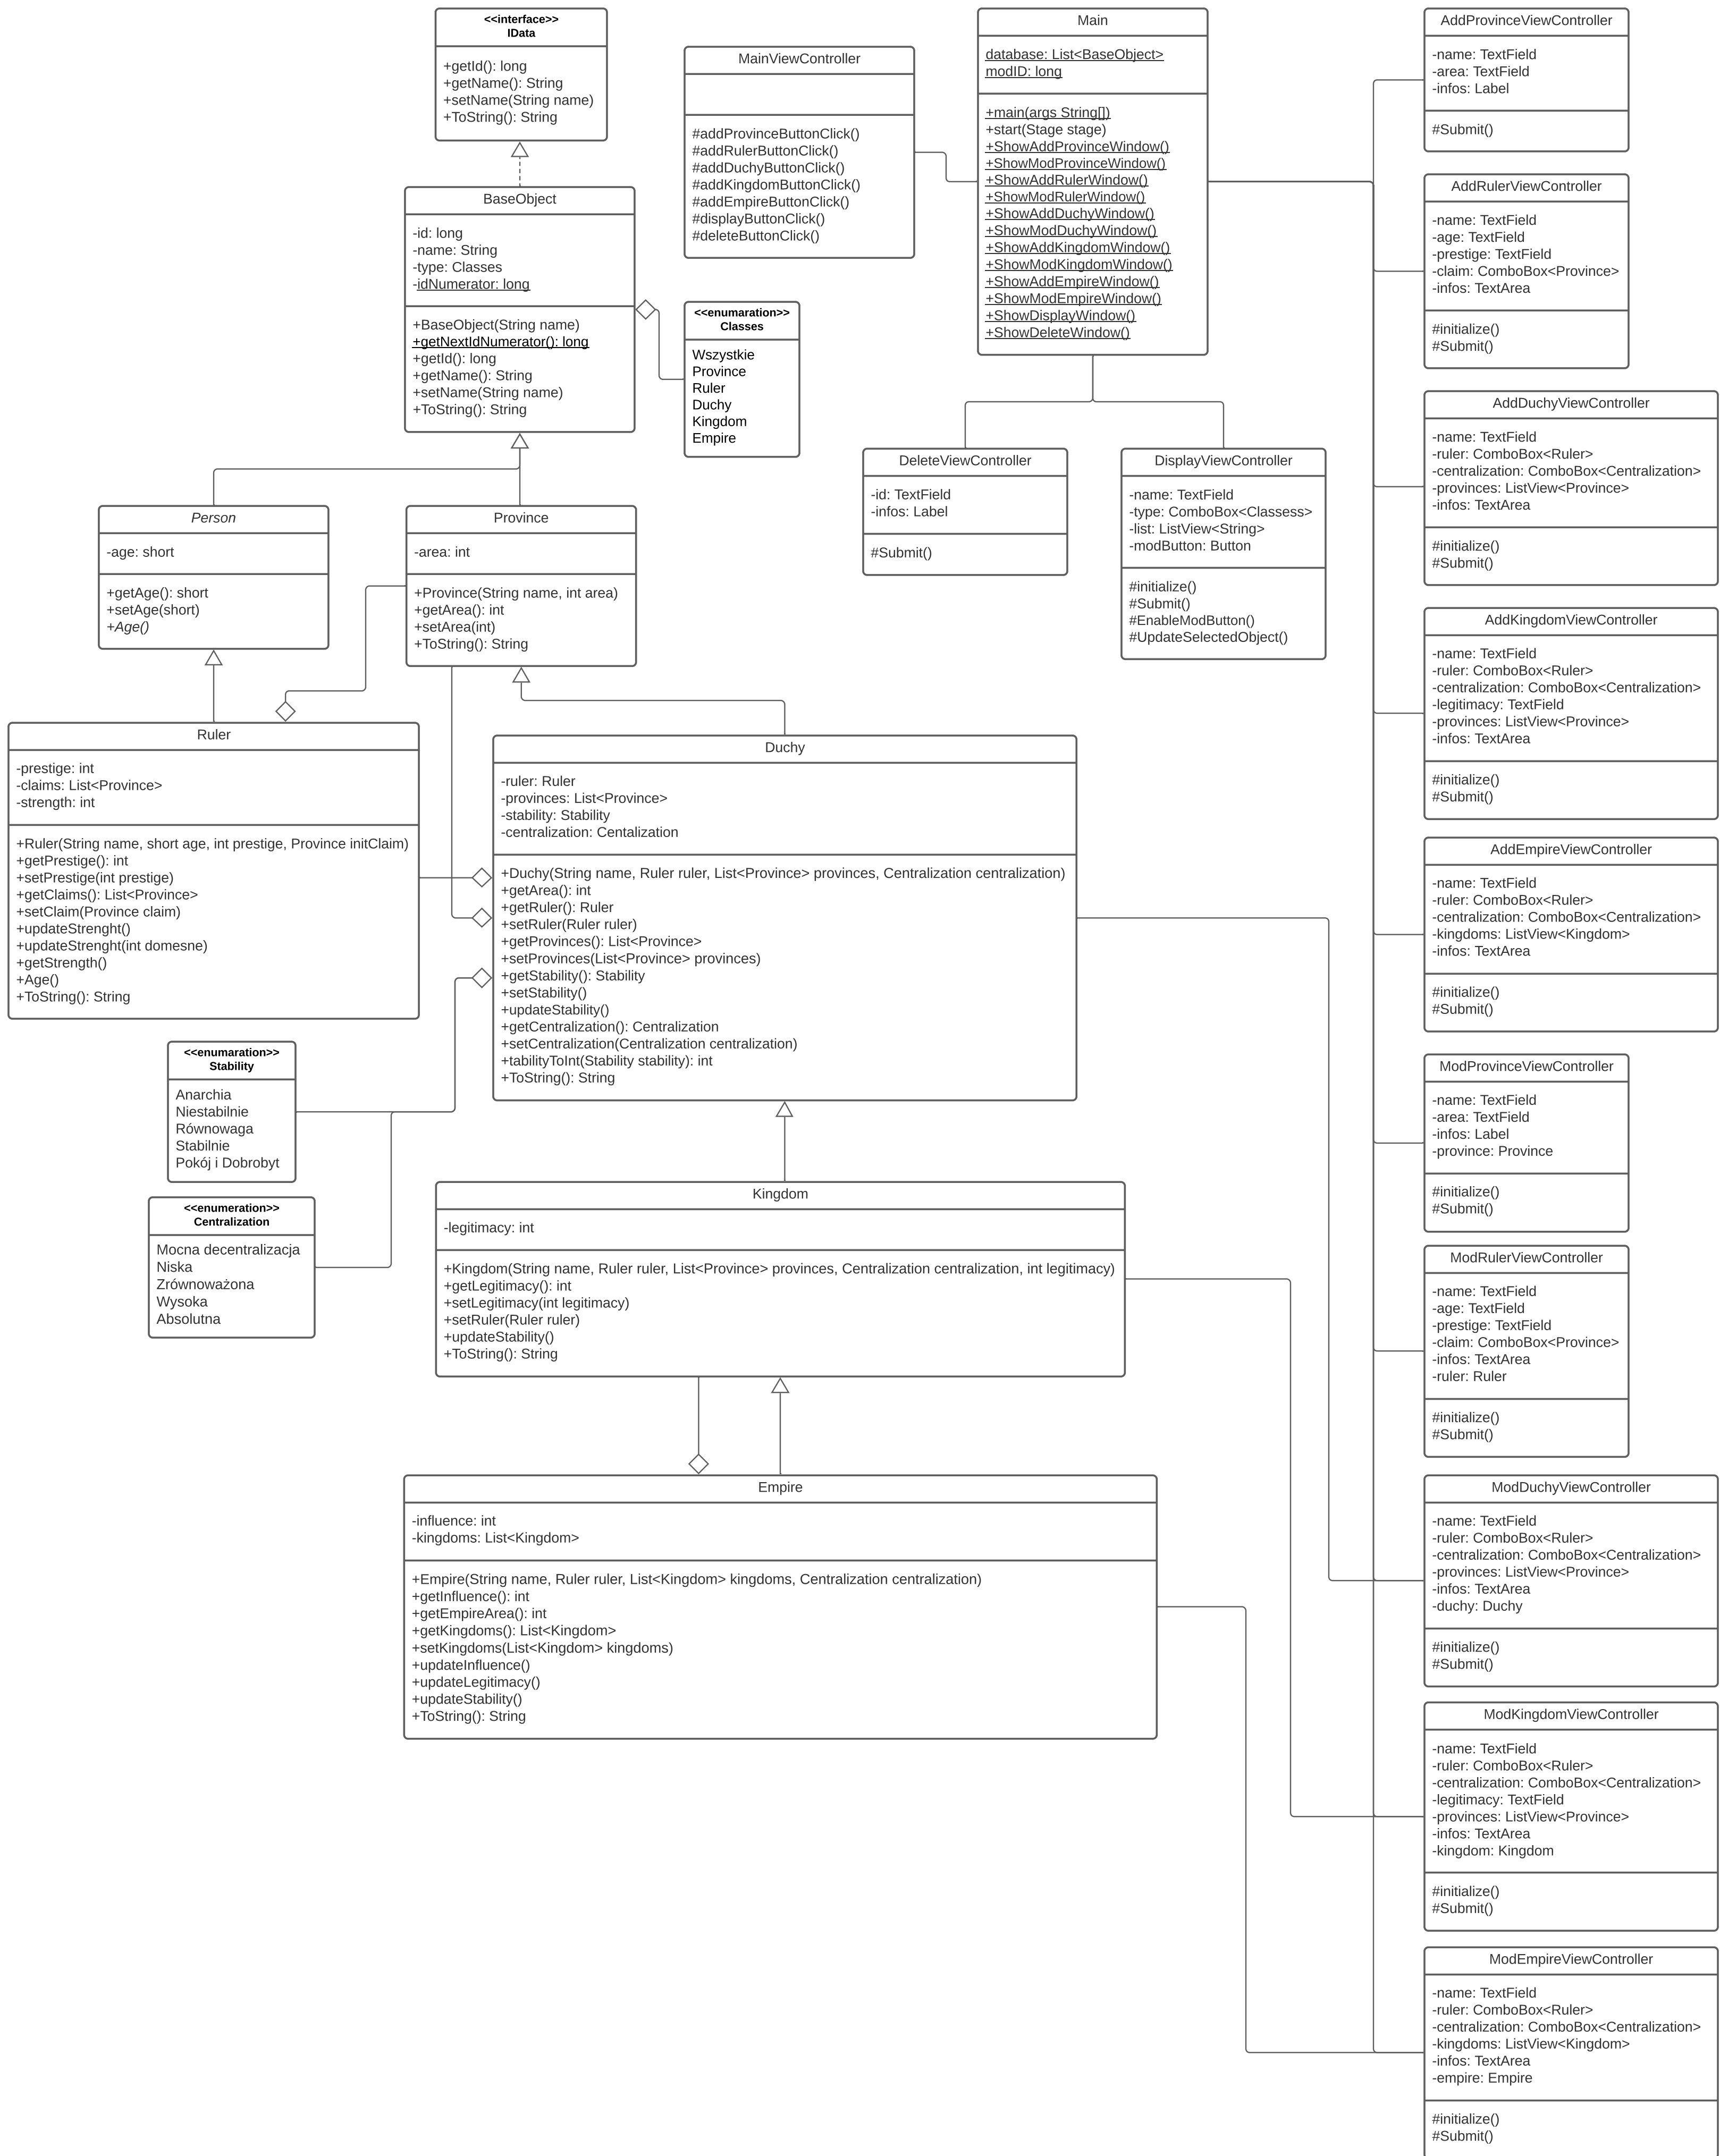 <<interface>>
IData
+getId(): long
+getName(): String
+setName(String name)
+ToString(): String
MainViewController
#addProvinceButtonClick()
#addRulerButtonClick()
#addDuchyButtonClick()
#addKingdomButtonClick()
#addEmpireButtonClick()
#displayButtonClick()
#deleteButtonClick()
Main
database: List<BaseObject>
modID: long
+main(args String[])
+start(Stage stage)
+ShowAddProvinceWindow()
+ShowModProvinceWindow()
+ShowAddRulerWindow()
+ShowModRulerWindow()
+ShowAddDuchyWindow()
+ShowModDuchyWindow()
+ShowAddKingdomWindow()
+ShowModKingdomWindow()
+ShowAddEmpireWindow()
+ShowModEmpireWindow()
+ShowDisplayWindow()
+ShowDeleteWindow()
BaseObject
-id: long
-name: String
-type: Classes
-idNumerator: long
+BaseObject(String name)
+getNextIdNumerator(): long
+getId(): long
+getName(): String
+setName(String name)
+ToString(): String
<<enumaration>>
Classes
Wszystkie
Province
Ruler
Duchy
Kingdom
Empire
DeleteViewController
-id: TextField
-infos: Label
#Submit()
DisplayViewController
-name: TextField
-type: ComboBox<Classess>
-list: ListView<String>
-modButton: Button
#initialize()
#Submit()
#EnableModButton()
#UpdateSelectedObject()
Person
-age: short
+getAge(): short
+setAge(short)
+Age()
Province
-area: int
+Province(String name, int area)
+getArea(): int
+setArea(int)
+ToString(): String
Ruler
-prestige: int
-claims: List<Province>
-strength: int
+Ruler(String name, short age, int prestige, Province initClaim)
+getPrestige(): int
+setPrestige(int prestige)
+getClaims(): List<Province>
+setClaim(Province claim)
+updateStrenght()
+updateStrenght(int domesne)
+getStrength()
+Age()
+ToString(): String
Duchy
-ruler: Ruler
-provinces: List<Province>
-stability: Stability
-centralization: Centalization
+Duchy(String name, Ruler ruler, List<Province> provinces, Centralization centralization)
+getArea(): int
+getRuler(): Ruler
+setRuler(Ruler ruler)
+getProvinces(): List<Province>
+setProvinces(List<Province> provinces)
+getStability(): Stability
+setStability()
+updateStability()
+getCentralization(): Centralization
+setCentralization(Centralization centralization)
+tabilityToInt(Stability stability): int
+ToString(): String
<<enumaration>>
Stability
Anarchia
Niestabilnie
Równowaga
Stabilnie
Pokój i Dobrobyt
<<enumeration>>
Centralization
Mocna decentralizacja
Niska
Zrównoważona
Wysoka
Absolutna
Kingdom
-legitimacy: int
+Kingdom(String name, Ruler ruler, List<Province> provinces, Centralization centralization, int legitimacy)
+getLegitimacy(): int
+setLegitimacy(int legitimacy)
+setRuler(Ruler ruler)
+updateStability()
+ToString(): String
Empire
-influence: int
-kingdoms: List<Kingdom>
+Empire(String name, Ruler ruler, List<Kingdom> kingdoms, Centralization centralization)
+getInfluence(): int
+getEmpireArea(): int
+getKingdoms(): List<Kingdom>
+setKingdoms(List<Kingdom> kingdoms)
+updateInfluence()
+updateLegitimacy()
+updateStability()
+ToString(): String
AddProvinceViewController
-name: TextField
-area: TextField
-infos: Label
#Submit()
AddRulerViewController
-name: TextField
-age: TextField
-prestige: TextField
-claim: ComboBox<Province>
-infos: TextArea
#initialize()
#Submit()
AddDuchyViewController
-name: TextField
-ruler: ComboBox<Ruler>
-centralization: ComboBox<Centralization>
-provinces: ListView<Province>
-infos: TextArea
#initialize()
#Submit()
AddKingdomViewController
-name: TextField
-ruler: ComboBox<Ruler>
-centralization: ComboBox<Centralization>
-legitimacy: TextField
-provinces: ListView<Province>
-infos: TextArea
#initialize()
#Submit()
AddEmpireViewController
-name: TextField
-ruler: ComboBox<Ruler>
-centralization: ComboBox<Centralization>
-kingdoms: ListView<Kingdom>
-infos: TextArea
#initialize()
#Submit()
ModProvinceViewController
-name: TextField
-area: TextField
-infos: Label
-province: Province
#initialize()
#Submit()
ModRulerViewController
-name: TextField
-age: TextField
-prestige: TextField
-claim: ComboBox<Province>
-infos: TextArea
-ruler: Ruler
#initialize()
#Submit()
ModDuchyViewController
-name: TextField
-ruler: ComboBox<Ruler>
-centralization: ComboBox<Centralization>
-provinces: ListView<Province>
-infos: TextArea
-duchy: Duchy
#initialize()
#Submit()
ModKingdomViewController
-name: TextField
-ruler: ComboBox<Ruler>
-centralization: ComboBox<Centralization>
-legitimacy: TextField
-provinces: ListView<Province>
-infos: TextArea
-kingdom: Kingdom
#initialize()
#Submit()
ModEmpireViewController
-name: TextField
-ruler: ComboBox<Ruler>
-centralization: ComboBox<Centralization>
-kingdoms: ListView<Kingdom>
-infos: TextArea
-empire: Empire
#initialize()
#Submit()